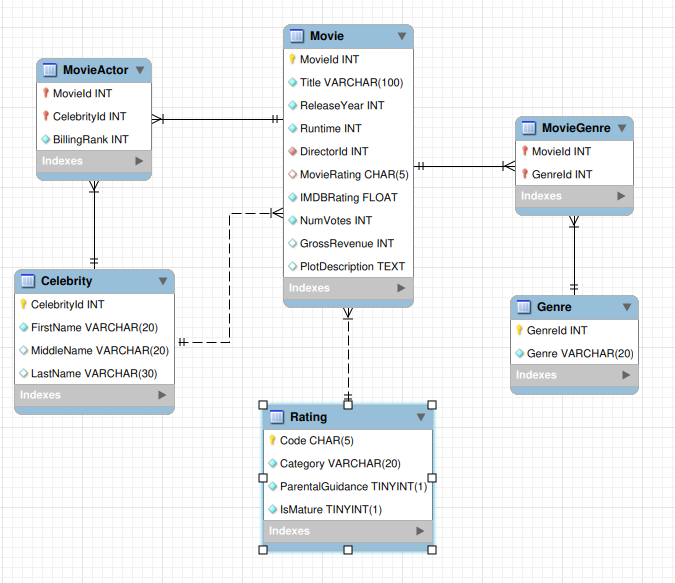 MovieActor
MovieId INT
CelebrityId INT
BillingRank INT
Indexes
Movie
MovieId INT
Title VARCHAR(100)
ReleaseYear INT
Runtime INT
DirectorId INT
MovieRating CHAR(5)
IMDBRating FLOAT
NumVotes INT
GrossRevenue INT
PlotDescription TEXT
Indexes
MovieGenre
MovieId INT
GenreId INT
Indexes
Celebrity
CelebrityId INT
FirstName VARCHAR(20)
MiddleName VARCHAR(20)
LastName VARCHAR(30)
Indexes
Genre
GenreId INT
Genre VARCHAR(20)
Indexes
Rating
Code CHAR(5)
Category VARCHAR(20)
ParentalGuidance TINYINT(1)
IsMature TINYINT(1)
Indexes